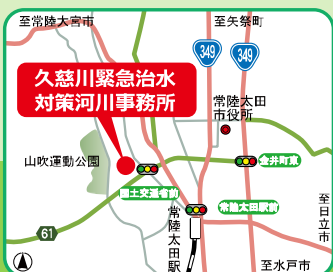 至常陸大宮市
至矢祭町
349
349
久慈川緊急治水
対策河川事務所
常陸太田
市役所
山吹運動公園
金井町東
国土交通省前
常陸太田駅前
至日立市
61
常陸太田駅
至水戸市